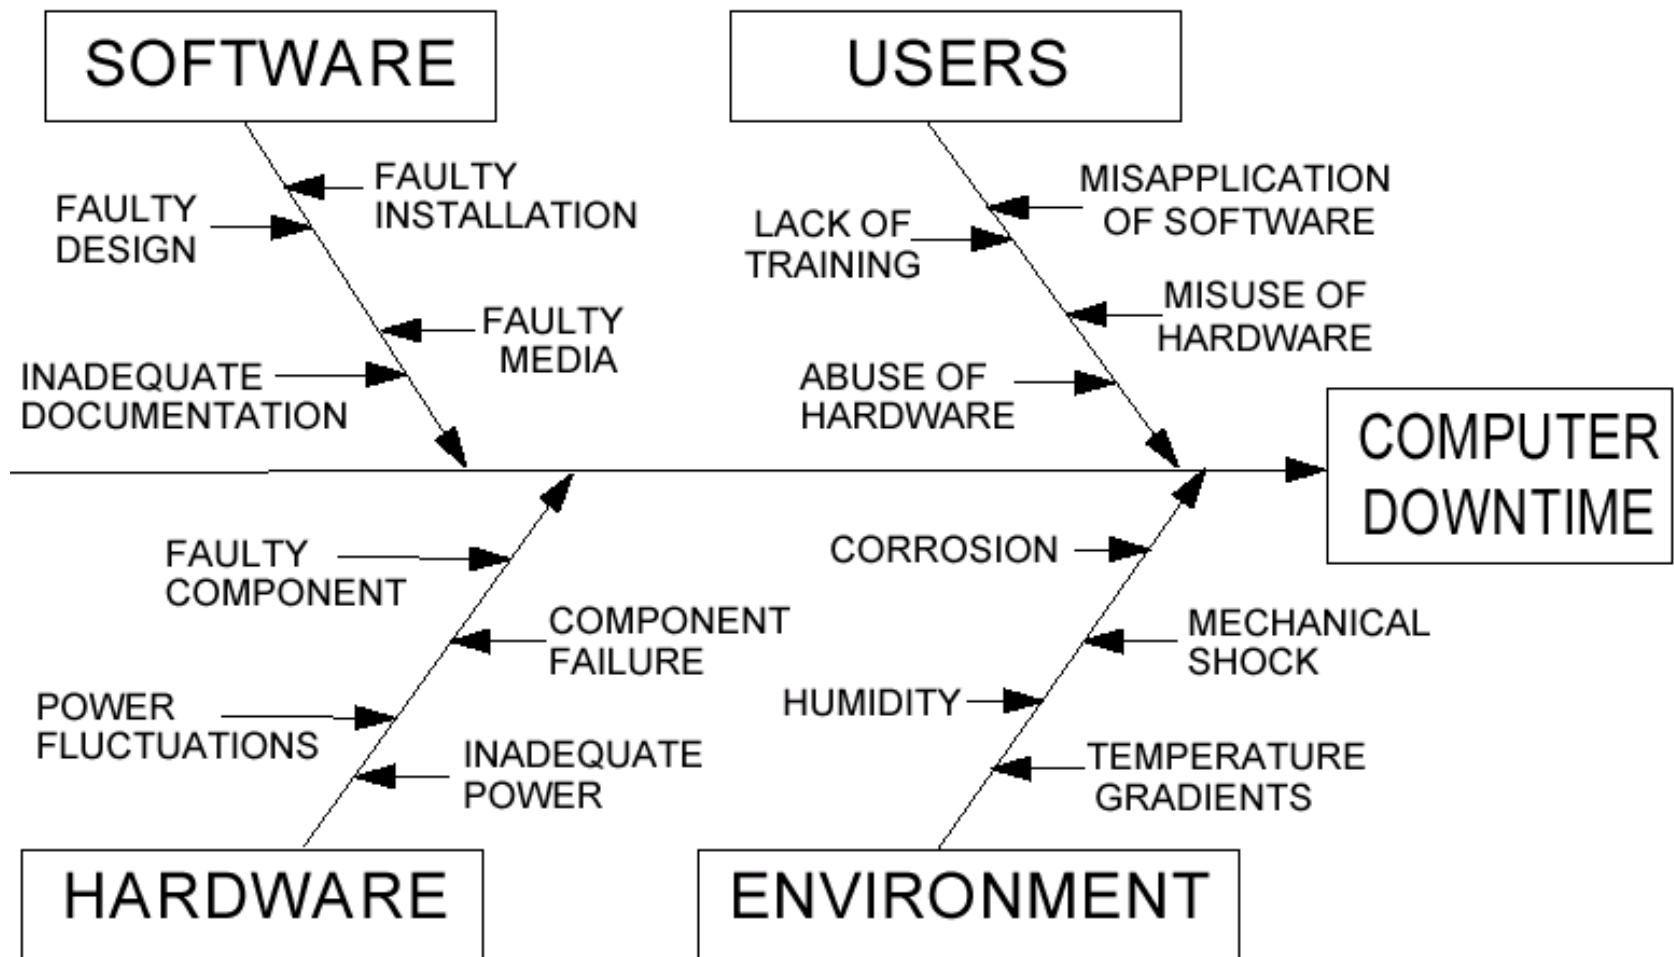 SOFTWARE
USERS
FAULTY
INSTALLATION
FAULTY
DESIGN
FAULTY
MEDIA
INADEQUATE
DOCUMENTATION
MISAPPLICATION
OF SOFTWARE
LACK OF
TRAINING
MISUSE OF
HARDWARE
ABUSE OF
HARDWARE
COMPUTER
DOWNTIME
FAULTY
COMPONENT
COMPONENT
FAILURE
POWER
FLUCTUATIONS
INADEQUATE
POWER
CORROSION
MECHANICAL
SHOCK
HUMIDITY
TEMPERATURE
GRADIENTS
HARDWARE
ENVIRONMENT